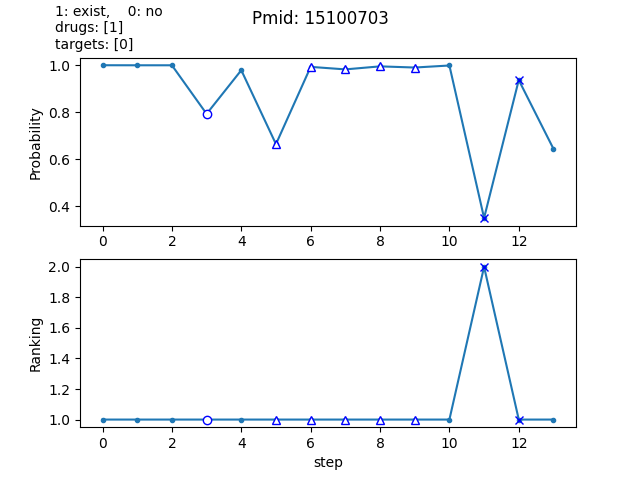 1: exist,    0: no
Pmid: 15100703
drugs: [1]
targets: [0]
1.0
0.8
0.6
0.4
Probability
0 2 4 6 8 10 12
2.0
1.8
1.6
1.4
1.2
1.0
Ranking
0 2 4 6 8 10 12
step